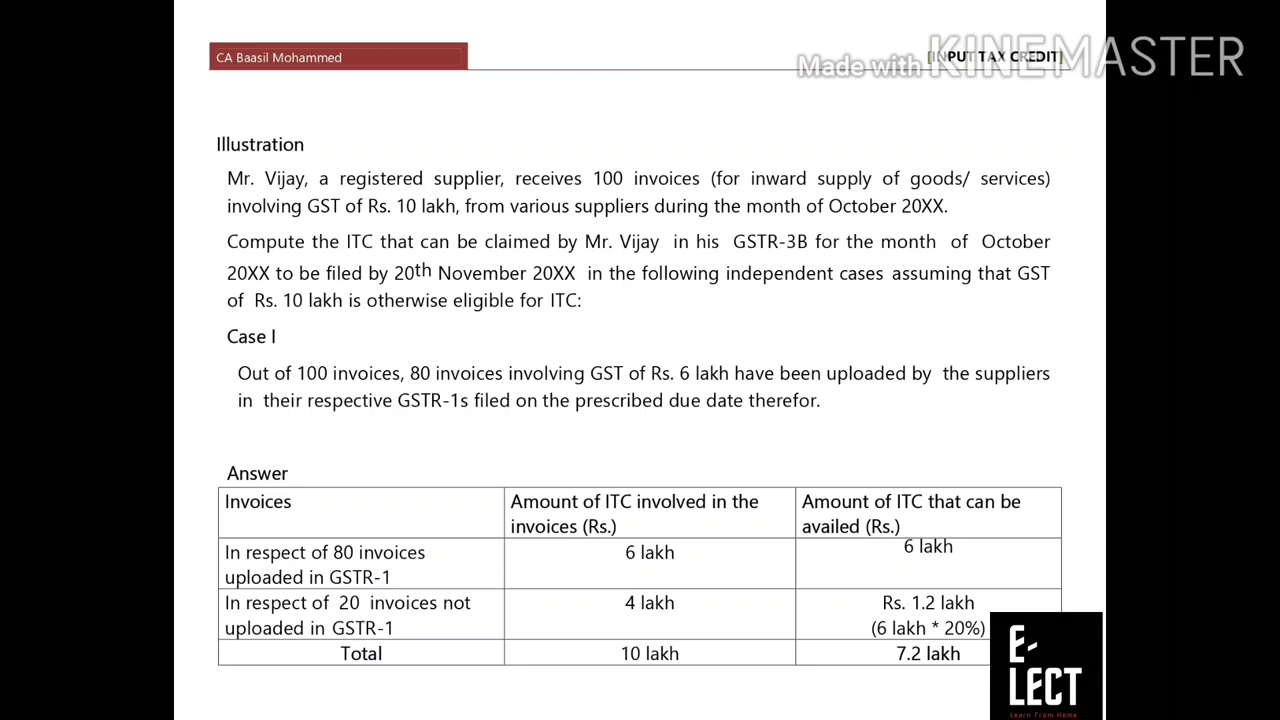 CA Baasil Mohammed
[INPUT TAX CREDIT]
Made with KINEMASTER
Illustration
Mr. Vijay, a registered supplier, receives 100 invoices (for inward supply of goods/ services)
involving GST of Rs. 10 lakh, from various suppliers during the month of October 20XX.
Compute the ITC that can be claimed by Mr. Vijay in his GSTR-3B for the month of October
20XX to be filed by 20th November 20XX in the following independent cases assuming that GST
of Rs. 10 lakh is otherwise eligible for ITC:
Case I
Out of 100 invoices, 80 invoices involving GST of Rs. 6 lakh have been uploaded by the suppliers
in their respective GSTR-1s filed on the prescribed due date therefor.
Answer
Invoices
Amount of ITC involved in the
invoices (Rs.)
Amount of ITC that can be
availed (Rs.)
In respect of 80 invoices
uploaded in GSTR-1
6 lakh
6 lakh
In respect of 20 invoices not
uploaded in GSTR-1
4 lakh
Rs. 1.2 lakh
(6 lakh * 20%)
Total
10 lakh
7.2 lakh
E-
LECT
Learn From Home